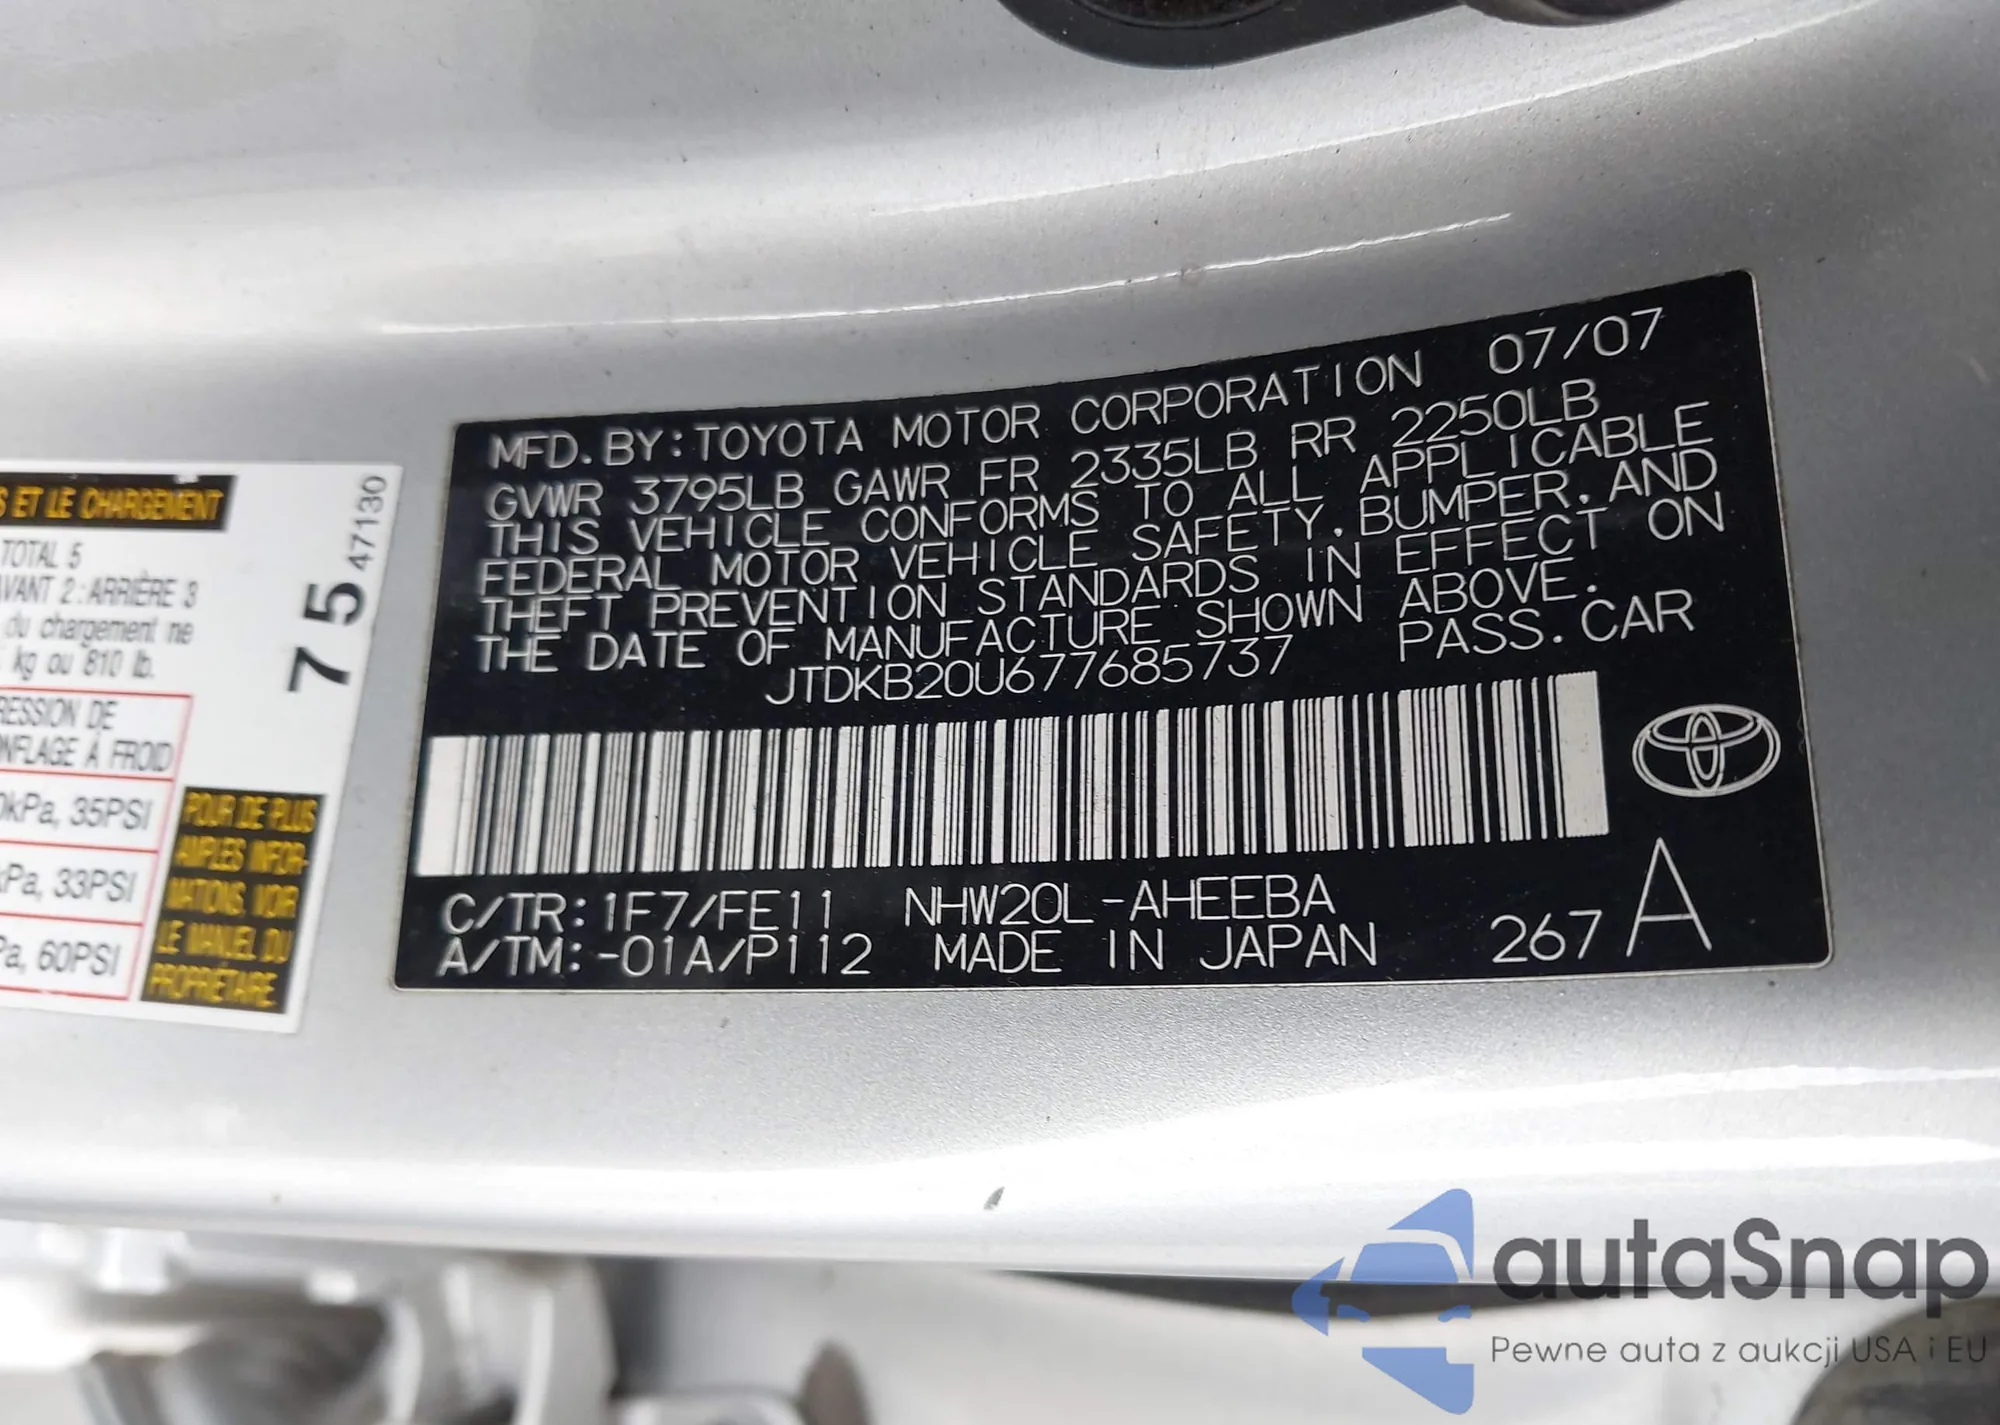 S ET LE CHARGEMENT
TOTAL 5
AVANT 2 : ARRIÈRE 3
du chargement ne
kg ou 810 lb.
RESSION DE
ONFLAGE À FROID
0kPa, 35PSI
kPa, 33PSI
Pa, 60PSI
POUR DE PLUS
AMPLES INFOR-
MATIONS, VOIR
LE MANUEL DU
PROPRIÉTAIRE.
75
47130
MFD. BY: TOYOTA MOTOR CORPORATION 07/07
GVWR 3795LB GAWR FR 2335LB RR 2250LB
THIS VEHICLE CONFORMS TO ALL APPLICABLE
FEDERAL MOTOR VEHICLE SAFETY, BUMPER, AND
THEFT PREVENTION STANDARDS IN EFFECT ON
THE DATE OF MANUFACTURE SHOWN ABOVE.
JTDKB20U677685737 PASS. CAR
C/TR: 1F7/FE11 NHW20L-AHEEBA
A/TM: -01A/P112 MADE IN JAPAN 267 A
autoSnap
Pewne auta z aukcji USA i EU